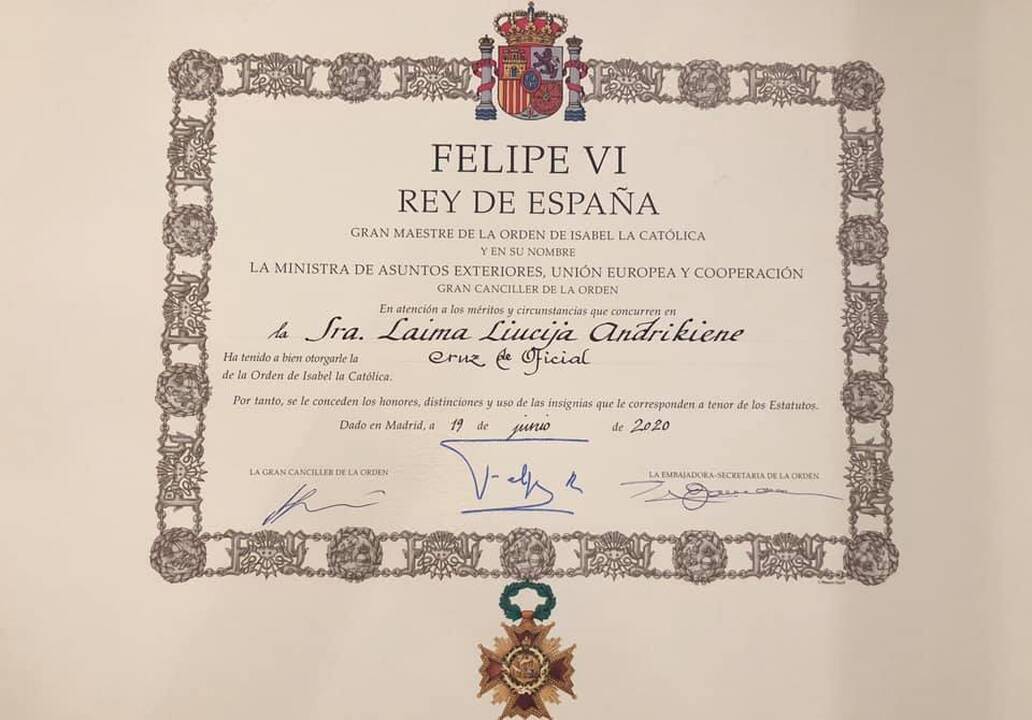 FELIPE VI
REY DE ESPAÑA
GRAN MAESTRE DE LA ORDEN DE ISABEL LA CATÓLICA
Y EN SU NOMBRE
LA MINISTRA DE ASUNTOS EXTERIORES, UNIÓN EUROPEA Y COOPERACIÓN
GRAN CANCILLER DE LA ORDEN
En atención a los méritos y circunstancias que concurren en
la Sra. Laima Liucija Andrikiene
Ha tenido a bien otorgarle la Cruz de Oficial
de la Orden de Isabel la Católica.
Por tanto, se le conceden los honores, distinciones y uso de las insignias que le corresponden a tenor de los Estatutos.
Dado en Madrid, a 19 de junio de 2020
LA GRAN CANCILLER DE LA ORDEN
LA EMBAJADORA-SECRETARIA DE LA ORDEN